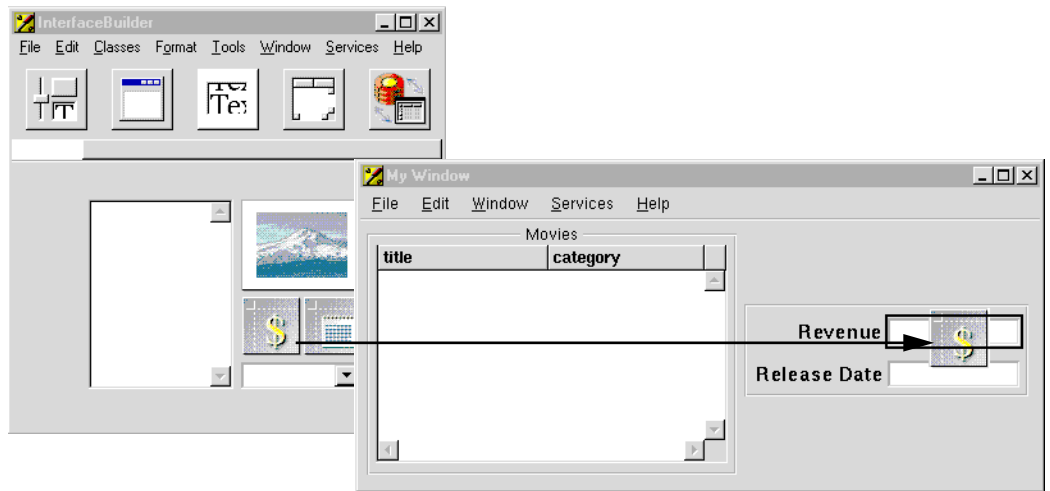 InterfaceBuilder
File Edit Classes Format Tools Window Services Help
My Window
File Edit Window Services Help
Movies
title category
Revenue $
Release Date
$